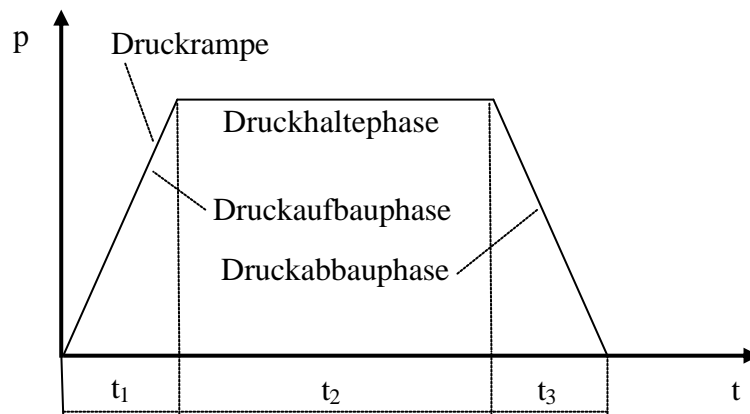 Druckrampe
p
Druckhaltephase
Druckaufbauphase
Druckabbauphase
t₁ t₂ t₃ t